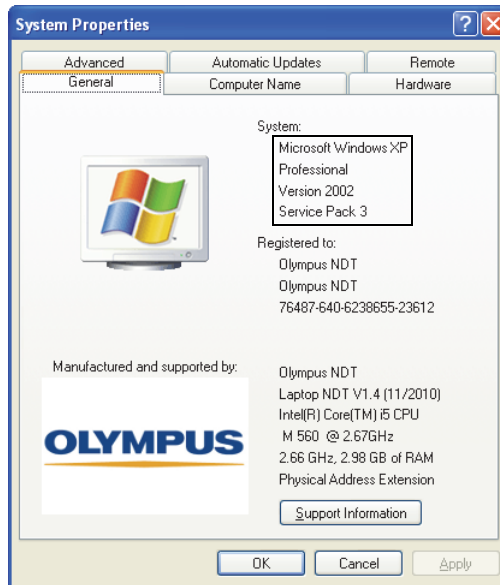 System Properties
Advanced
Automatic Updates
Remote
General
Computer Name
Hardware
System:
Microsoft Windows XP
Professional
Version 2002
Service Pack 3
Registered to:
Olympus NDT
Olympus NDT
76487-640-6238655-23612
Manufactured and supported by:
OLYMPUS
Olympus NDT
Laptop NDT V1.4 (11/2010)
Intel(R) Core(TM) i5 CPU
M 560 @ 2.67GHz
2.66 GHz, 2.98 GB of RAM
Physical Address Extension
Support Information
OK
Cancel
Apply